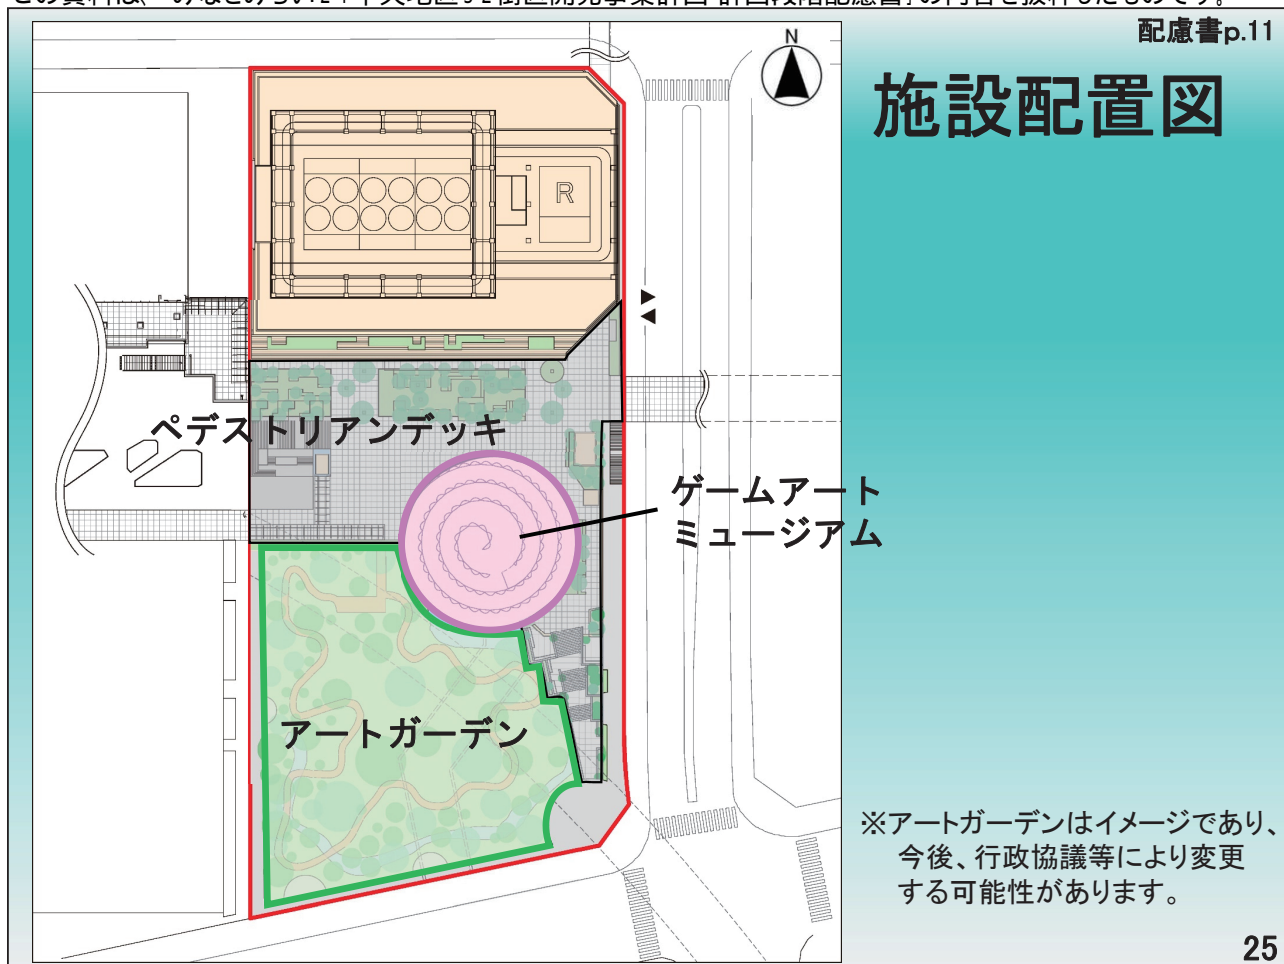 配慮書p.11
施設配置図
N
R
ペデストリアンデッキ
ゲームアート
ミュージアム
アートガーデン
※アートガーデンはイメージであり、
今後、行政協議等により変更
する可能性があります。
25